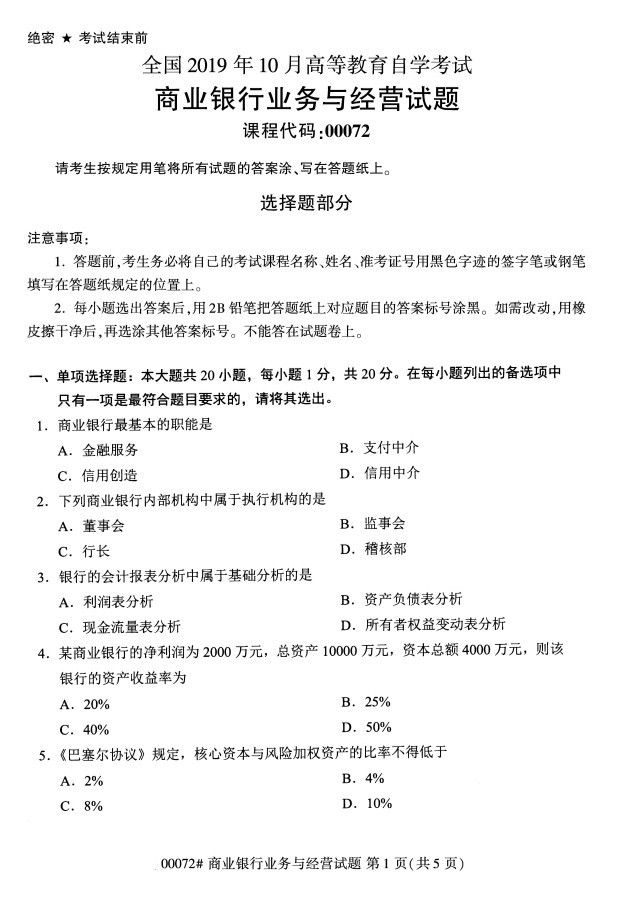 绝密 ★ 考试结束前
全国 2019 年 10 月高等教育自学考试
商业银行业务与经营试题
课程代码:00072
请考生按规定用笔将所有试题的答案涂、写在答题纸上。
选择题部分
注意事项:
1. 答题前,考生务必将自己的考试课程名称、姓名、准考证号用黑色字迹的签字笔或钢笔
填写在答题纸规定的位置上。
2. 每小题选出答案后,用 2B 铅笔把答题纸上对应题目的答案标号涂黑。如需改动,用橡
皮擦干净后,再选涂其他答案标号。不能答在试题卷上。
一、单项选择题：本大题共 20 小题，每小题 1 分，共 20 分。在每小题列出的备选项中
只有一项是最符合题目要求的，请将其选出。
1．商业银行最基本的职能是
A．金融服务 B．支付中介
C．信用创造 D．信用中介
2．下列商业银行内部机构中属于执行机构的是
A．董事会 B．监事会
C．行长 D．稽核部
3．银行的会计报表分析中属于基础分析的是
A．利润表分析 B．资产负债表分析
C．现金流量表分析 D．所有者权益变动表分析
4．某商业银行的净利润为 2000 万元，总资产 10000 万元，资本总额 4000 万元，则该
银行的资产收益率为
A．20% B．25%
C．40% D．50%
5．《巴塞尔协议》规定，核心资本与风险加权资产的比率不得低于
A．2% B．4%
C．8% D．10%
00072# 商业银行业务与经营试题 第 1 页(共 5 页)